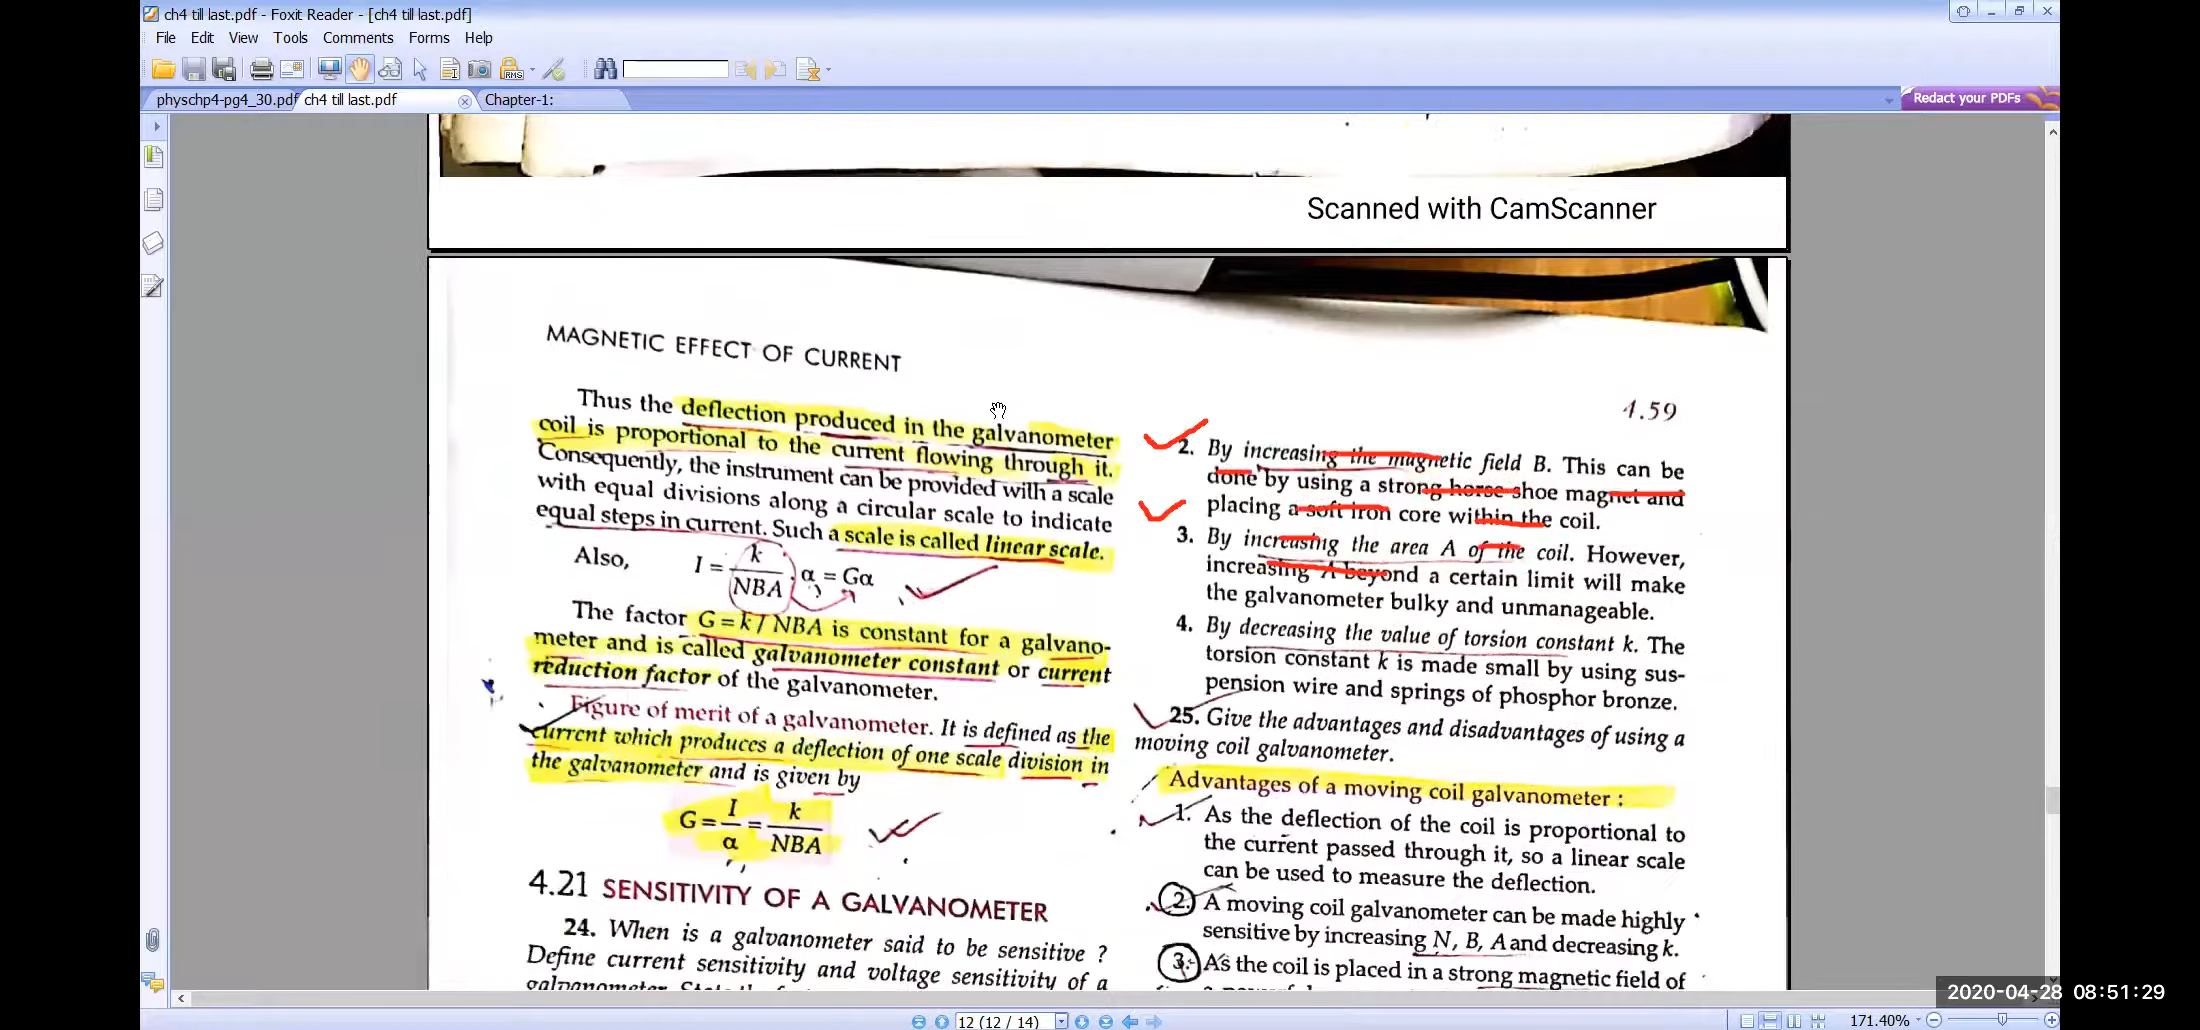 ch4 till last.pdf - Foxit Reader - [ch4 till last.pdf]
File Edit View Tools Comments Forms Help
physchp4-pg4_30.pdf ch4 till last.pdf Chapter-1:
Redact your PDFs
Scanned with CamScanner
MAGNETIC EFFECT OF CURRENT
Thus the deflection produced in the galvanometer
coil is proportional to the current flowing through it.
Consequently, the instrument can be provided with a scale
with equal divisions along a circular scale to indicate
equal steps in current. Such a scale is called linear scale.
Also, I = k / NBA . α = Gα
The factor G = k / NBA is constant for a galvano-
meter and is called galvanometer constant or current
reduction factor of the galvanometer.
Figure of merit of a galvanometer. It is defined as the
current which produces a deflection of one scale division in
the galvanometer and is given by
G = I / α = k / NBA
4.21 SENSITIVITY OF A GALVANOMETER
24. When is a galvanometer said to be sensitive ?
Define current sensitivity and voltage sensitivity of a
galvanometer.
4.59
2. By increasing the magnetic field B. This can be
done by using a strong horse shoe magnet and
placing a soft iron core within the coil.
3. By increasing the area A of the coil. However,
increasing A beyond a certain limit will make
the galvanometer bulky and unmanageable.
4. By decreasing the value of torsion constant k. The
torsion constant k is made small by using sus-
pension wire and springs of phosphor bronze.
25. Give the advantages and disadvantages of using a
moving coil galvanometer.
Advantages of a moving coil galvanometer :
1. As the deflection of the coil is proportional to
the current passed through it, so a linear scale
can be used to measure the deflection.
2. A moving coil galvanometer can be made highly
sensitive by increasing N, B, A and decreasing k.
3. As the coil is placed in a strong magnetic field of
12 (12 / 14)
171.40%
2020-04-28 08:51:29